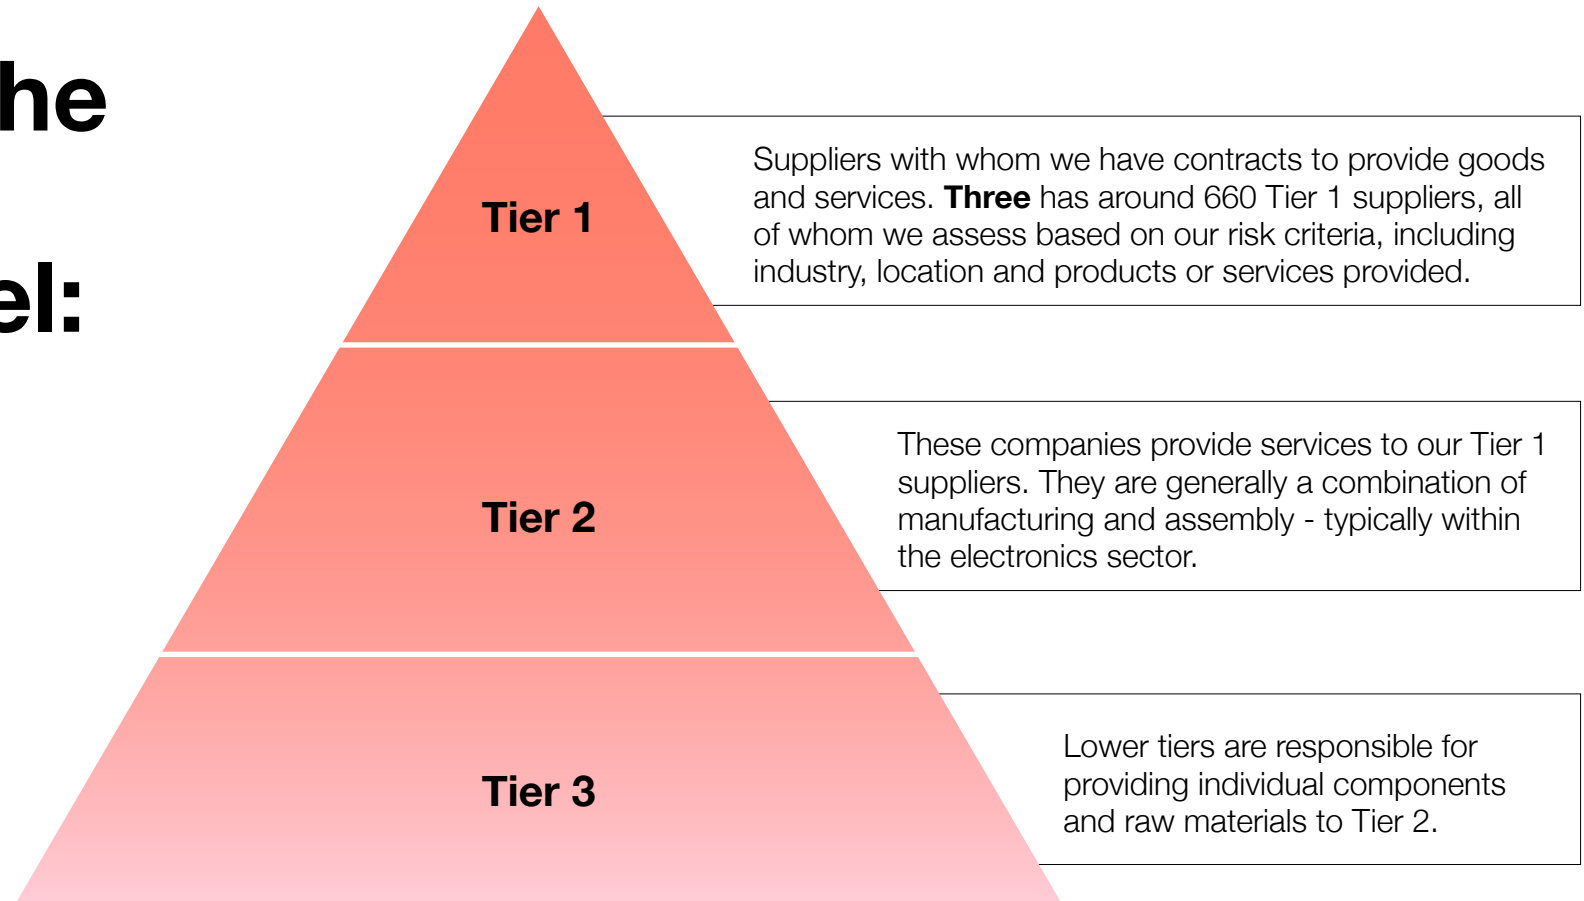 he
el:
Tier 1
Suppliers with whom we have contracts to provide goods
and services. Three has around 660 Tier 1 suppliers, all
of whom we assess based on our risk criteria, including
industry, location and products or services provided.
Tier 2
These companies provide services to our Tier 1
suppliers. They are generally a combination of
manufacturing and assembly - typically within
the electronics sector.
Tier 3
Lower tiers are responsible for
providing individual components
and raw materials to Tier 2.